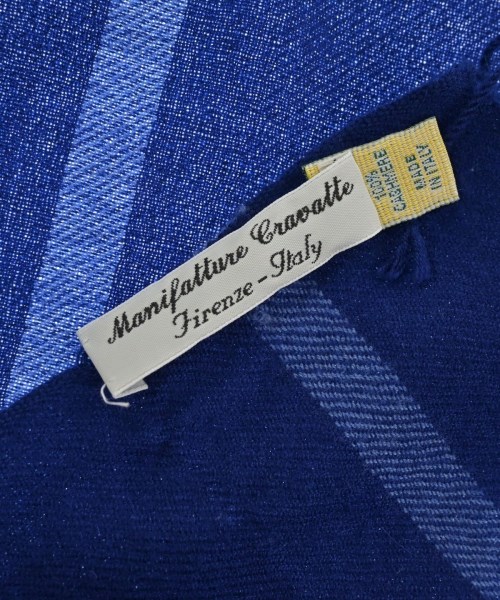 Manifatture Cravatte
Firenze - Italy
100%
CASHMERE
MADE
IN ITALY